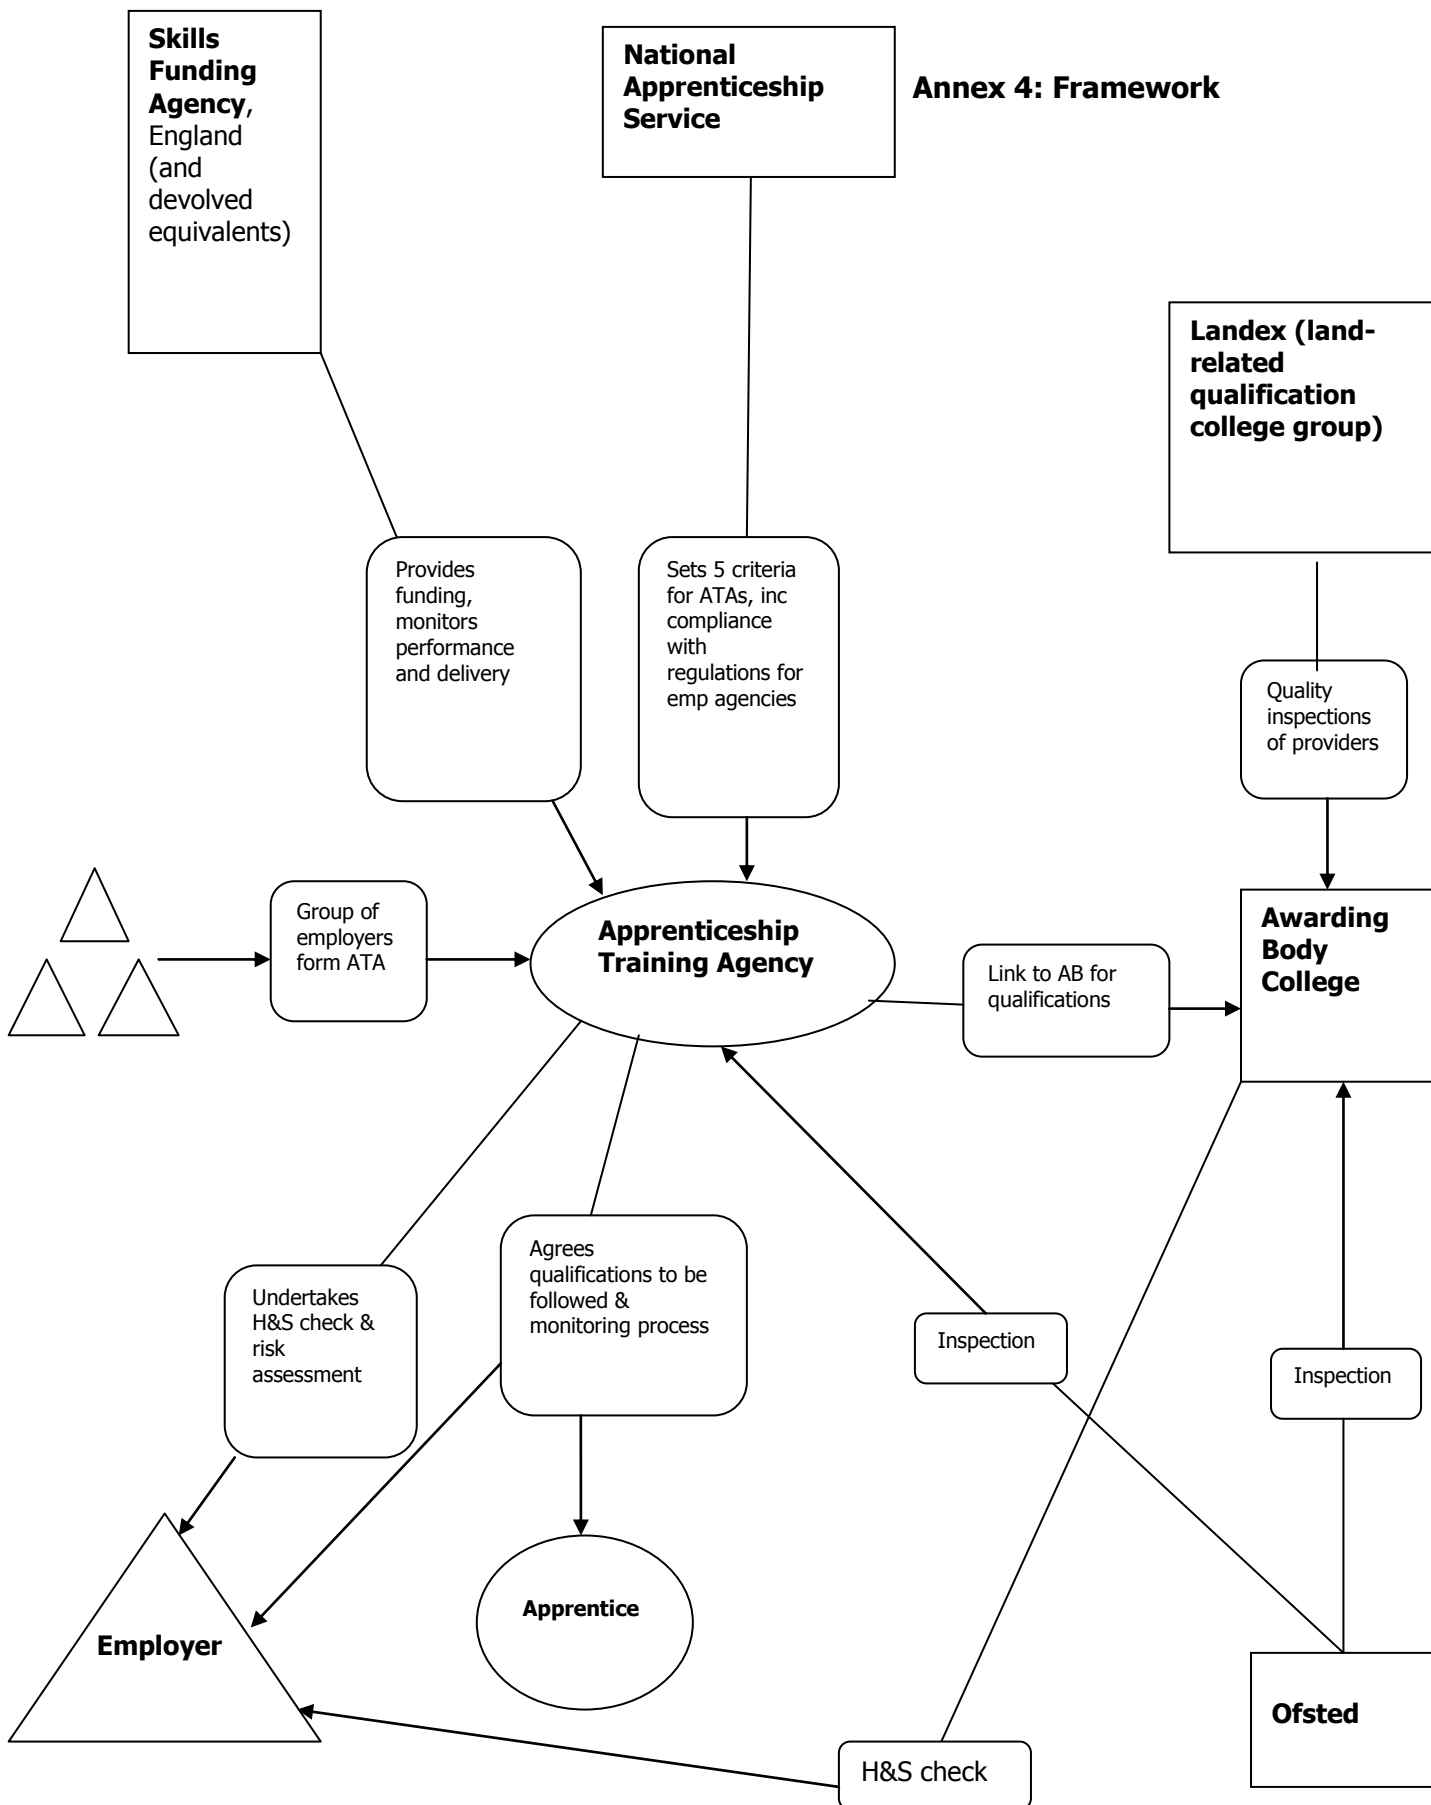 Skills
Funding
Agency,
England
(and
devolved
equivalents)
National
Apprenticeship
Service
Annex 4: Framework
Landex (land-
related
qualification
college group)
Provides
funding,
monitors
performance
and delivery
Sets 5 criteria
for ATAs, inc
compliance
with
regulations for
emp agencies
Quality
inspections
of providers
Group of
employers
form ATA
Apprenticeship
Training Agency
Link to AB for
qualifications
Awarding
Body
College
Undertakes
H&S check &
risk
assessment
Agrees
qualifications to be
followed &
monitoring process
Inspection
Inspection
Employer
Apprentice
H&S check
Ofsted